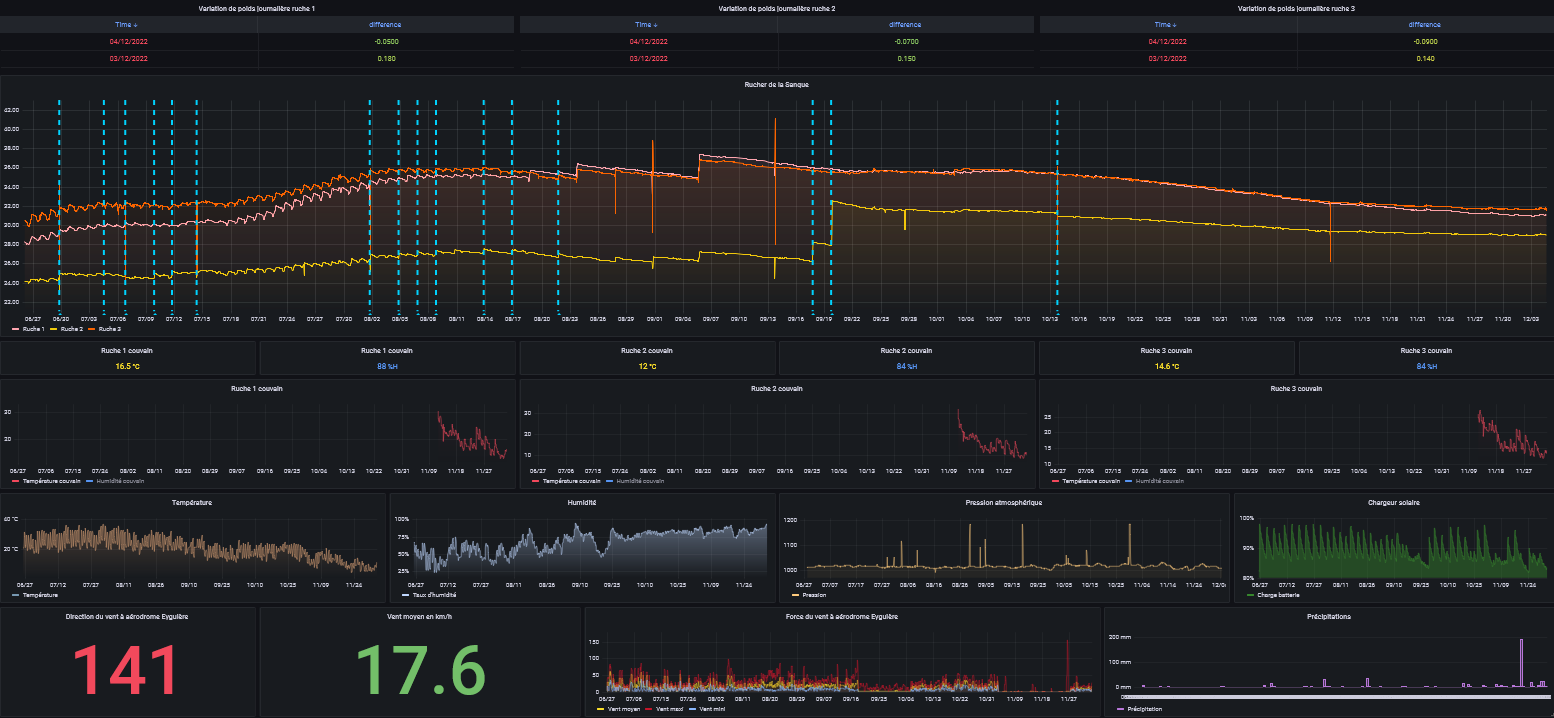 Variation de poids journalière ruche 1 Variation de poids journalière ruche 2 Variation de poids journalière ruche 3
Time ↓ difference Time ↓ difference Time ↓ difference
04/12/2022 -0.0500 04/12/2022 -0.0700 04/12/2022 -0.0900
03/12/2022 0.180 03/12/2022 0.150 03/12/2022 0.140
Rucher de la Sanque
42.00
40.00
38.00
36.00
34.00
32.00
30.00
28.00
26.00
24.00
22.00
06/27 06/30 07/03 07/06 07/09 07/12 07/15 07/18 07/21 07/24 07/27 07/30 08/02 08/05 08/08 08/11 08/14 08/17 08/20 08/23 08/26 08/29 09/01 09/04 09/07 09/10 09/13 09/16 09/19 09/22 09/25 09/28 10/01 10/04 10/07 10/10 10/13 10/16 10/19 10/22 10/25 10/28 10/31 11/03 11/06 11/09 11/12 11/15 11/18 11/21 11/24 11/27 11/30 12/03
Ruche 1 Ruche 2 Ruche 3
Ruche 1 couvain Ruche 1 couvain Ruche 2 couvain Ruche 2 couvain Ruche 3 couvain Ruche 3 couvain
16.5 °C 88 %H 12 °C 84 %H 14.6 °C 84 %H
Ruche 1 couvain
30
20
06/27 07/06 07/15 07/24 08/02 08/11 08/20 08/29 09/07 09/16 09/25 10/04 10/13 10/22 10/31 11/09 11/18 11/27
Température couvain Humidité couvain
Ruche 2 couvain
30
20
10
06/27 07/06 07/15 07/24 08/02 08/11 08/20 08/29 09/07 09/16 09/25 10/04 10/13 10/22 10/31 11/09 11/18 11/27
Température couvain Humidité couvain
Ruche 3 couvain
25
20
15
10
06/27 07/06 07/15 07/24 08/02 08/11 08/20 08/29 09/07 09/16 09/25 10/04 10/13 10/22 10/31 11/09 11/18 11/27
Température couvain Humidité couvain
Température
40 °C
20 °C
06/27 07/12 07/27 08/11 08/26 09/10 09/25 10/10 10/25 11/09 11/24
Température
Humidité
100%
75%
50%
25%
06/27 07/12 07/27 08/11 08/26 09/10 09/25 10/10 10/25 11/09 11/24
Taux d'humidité
Pression atmosphérique
1200
1100
1000
06/27 07/07 07/17 07/27 08/06 08/16 08/26 09/05 09/15 09/25 10/05 10/15 10/25 11/04 11/14 11/24 12/0
Pression
Chargeur solaire
100%
90%
80%
06/27 07/12 07/27 08/11 08/26 09/10 09/25 10/10 10/25 11/09 11/24
Charge batterie
Direction du vent à aérodrome Eyguière
141
Vent moyen en km/h
17.6
Force du vent à aérodrome Eyguière
150
100
50
0
06/27 07/06 07/15 07/24 08/02 08/11 08/20 08/29 09/07 09/16 09/25 10/04 10/13 10/22 10/31 11/09 11/18 11/27
Vent moyen Vent maxi Vent mini
Précipitations
200 mm
100 mm
0 mm
Précipitation